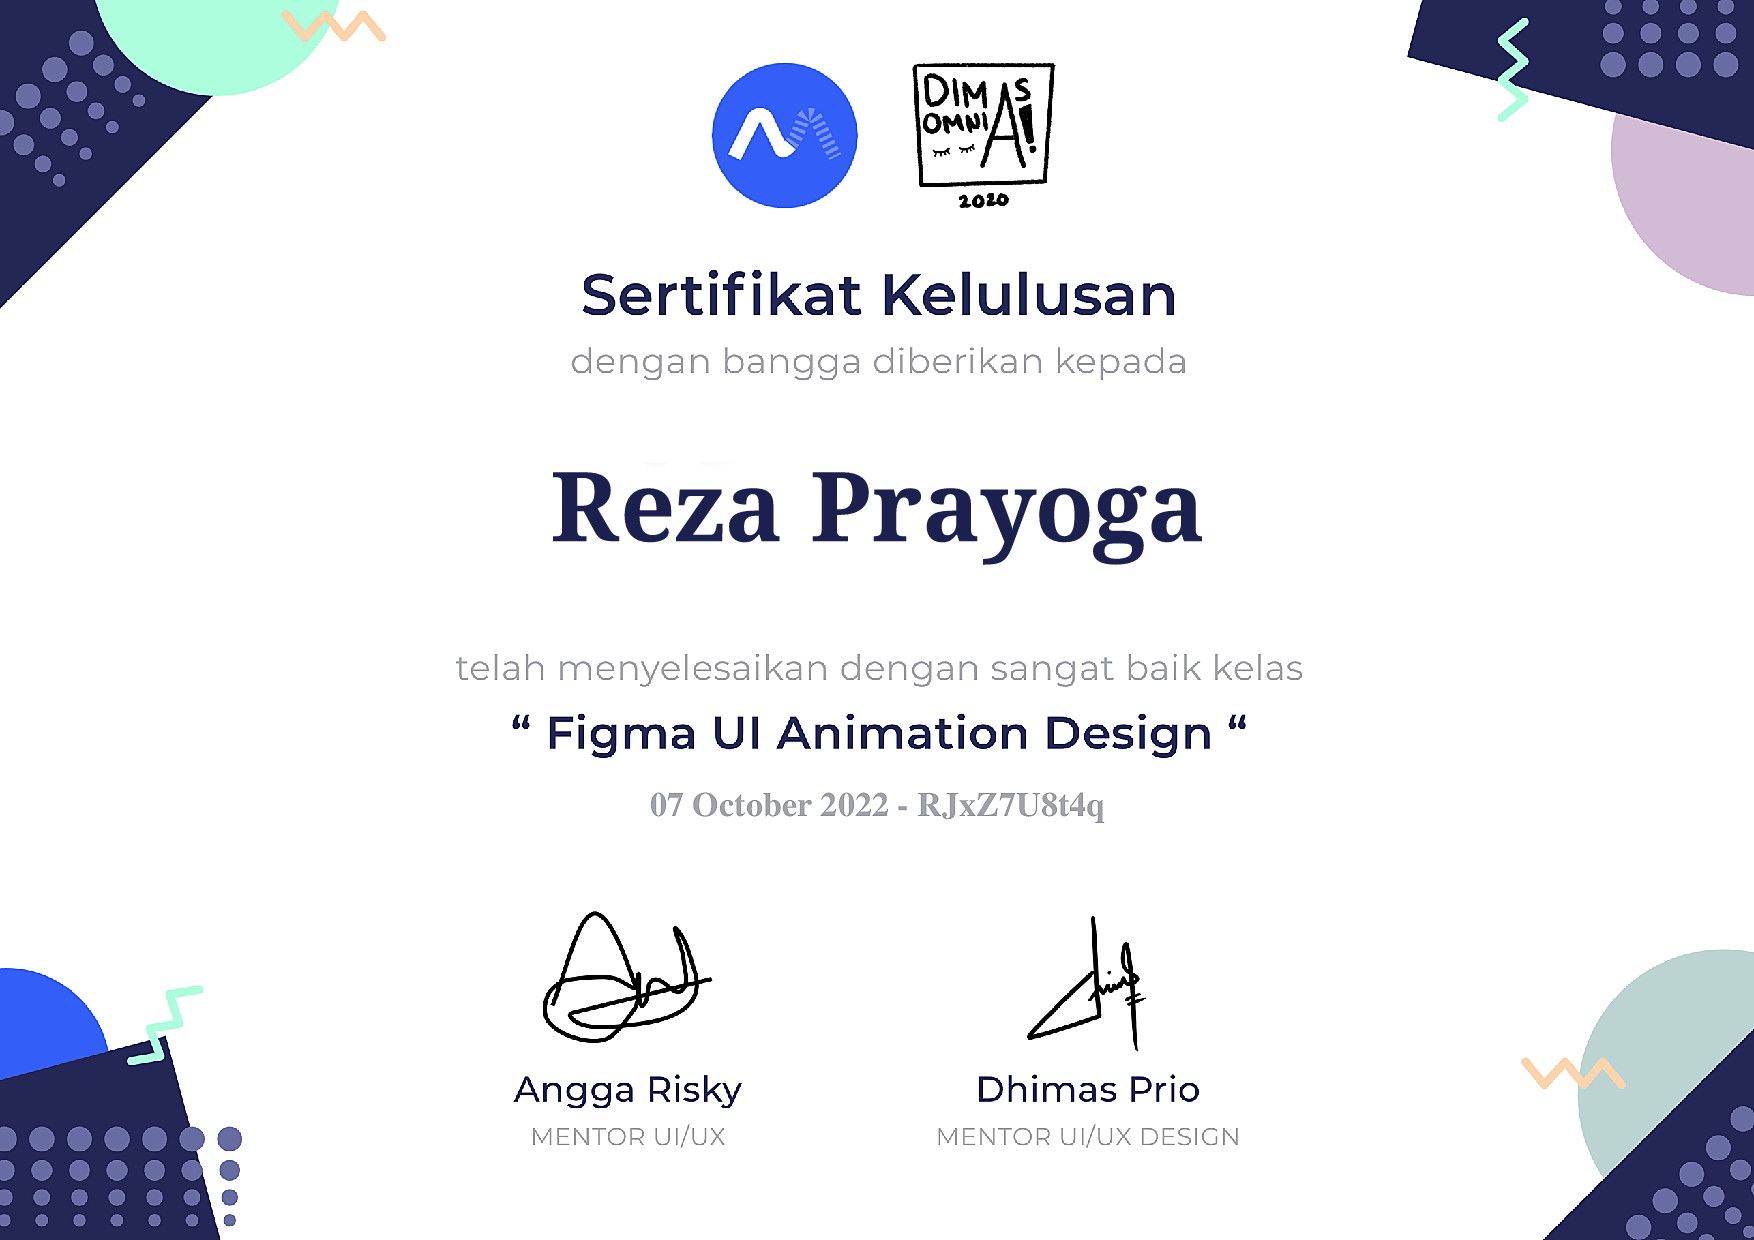 DIMAS
OMNIA!
2020
Sertifikat Kelulusan
dengan bangga diberikan kepada
Reza Prayoga
telah menyelesaikan dengan sangat baik kelas
“ Figma UI Animation Design “
07 October 2022 - RJxZ7U8t4q
Angga Risky
MENTOR UI/UX
Dhimas Prio
MENTOR UI/UX DESIGN